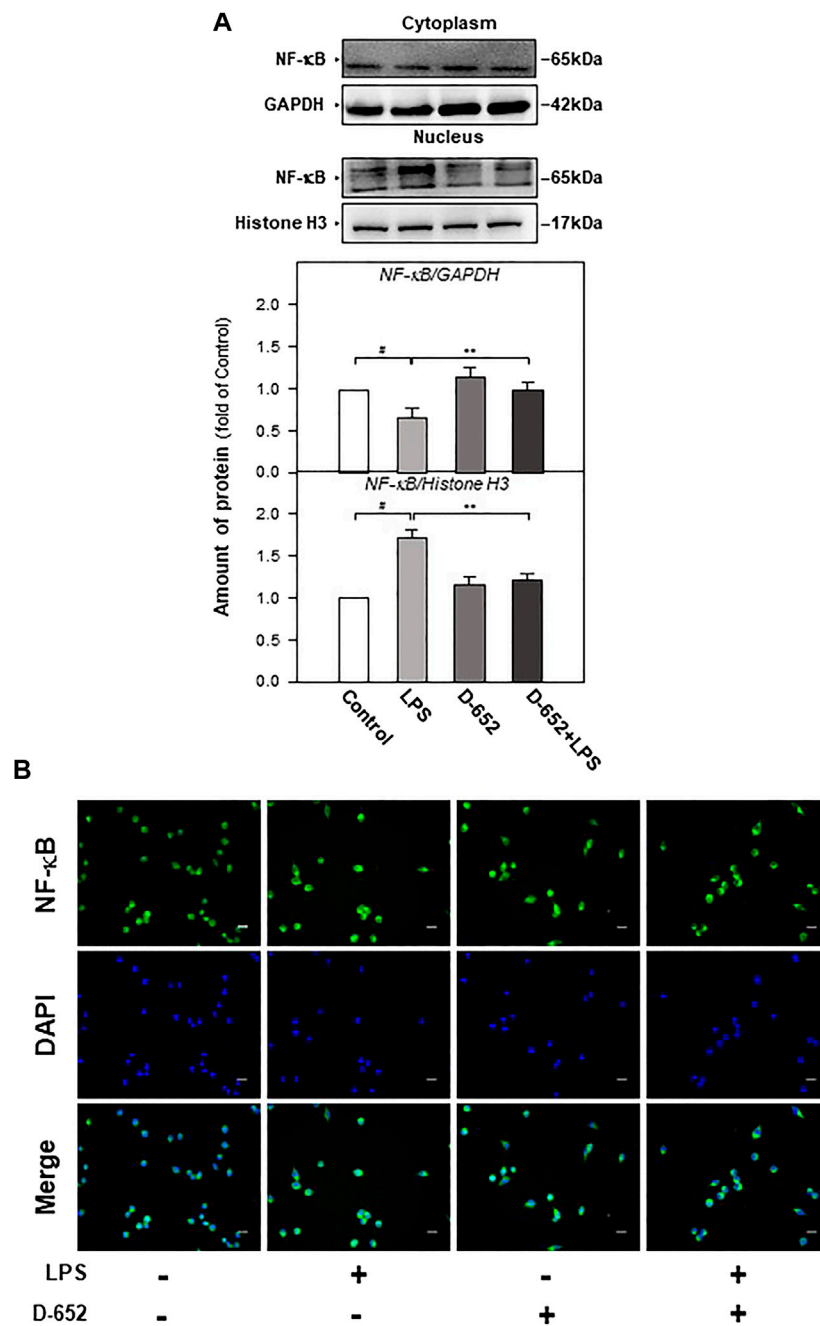 A
Cytoplasm
NF-κB
–65kDa
GAPDH
–42kDa
Nucleus
NF-κB
–65kDa
Histone H3
–17kDa
Amount of protein (fold of Control)
NF-κB/GAPDH
2.0
1.5
1.0
0.5
0.0
# **
NF-κB/Histone H3
2.0
1.5
1.0
0.5
0.0
# **
Control
LPS
D-652
D-652+LPS
B
NF-κB
DAPI
Merge
LPS - + - +
D-652 - - + +